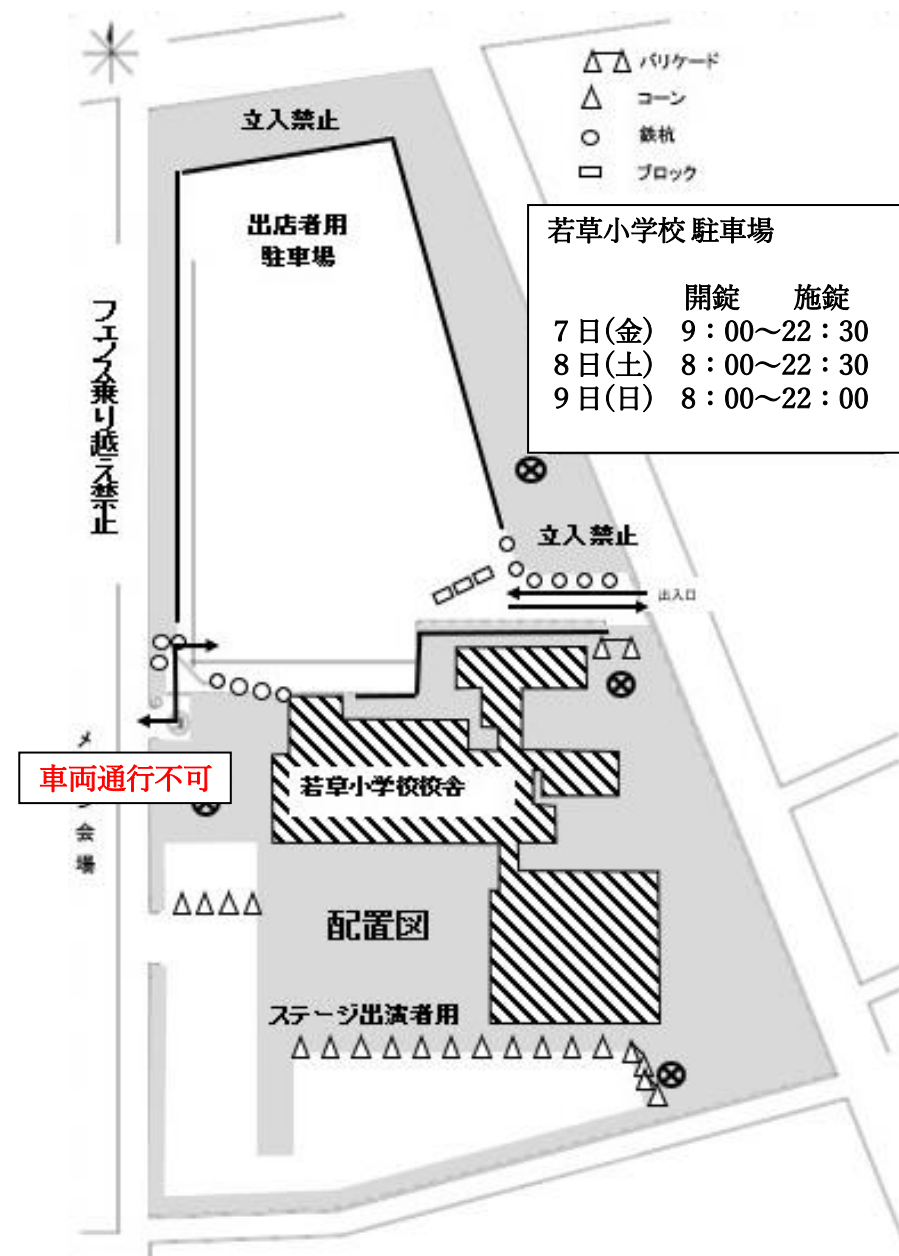 バリケード
コーン
鉄杭
ブロック
立入禁止
出店者用
駐車場
若草小学校 駐車場
開錠 施錠
7日(金) 9：00～22：30
8日(土) 8：00～22：30
9日(日) 8：00～22：00
フェンス乗り越え禁止
立入禁止
出入口
メ
車両通行不可
会場
若草小学校校舎
配置図
ステージ出演者用